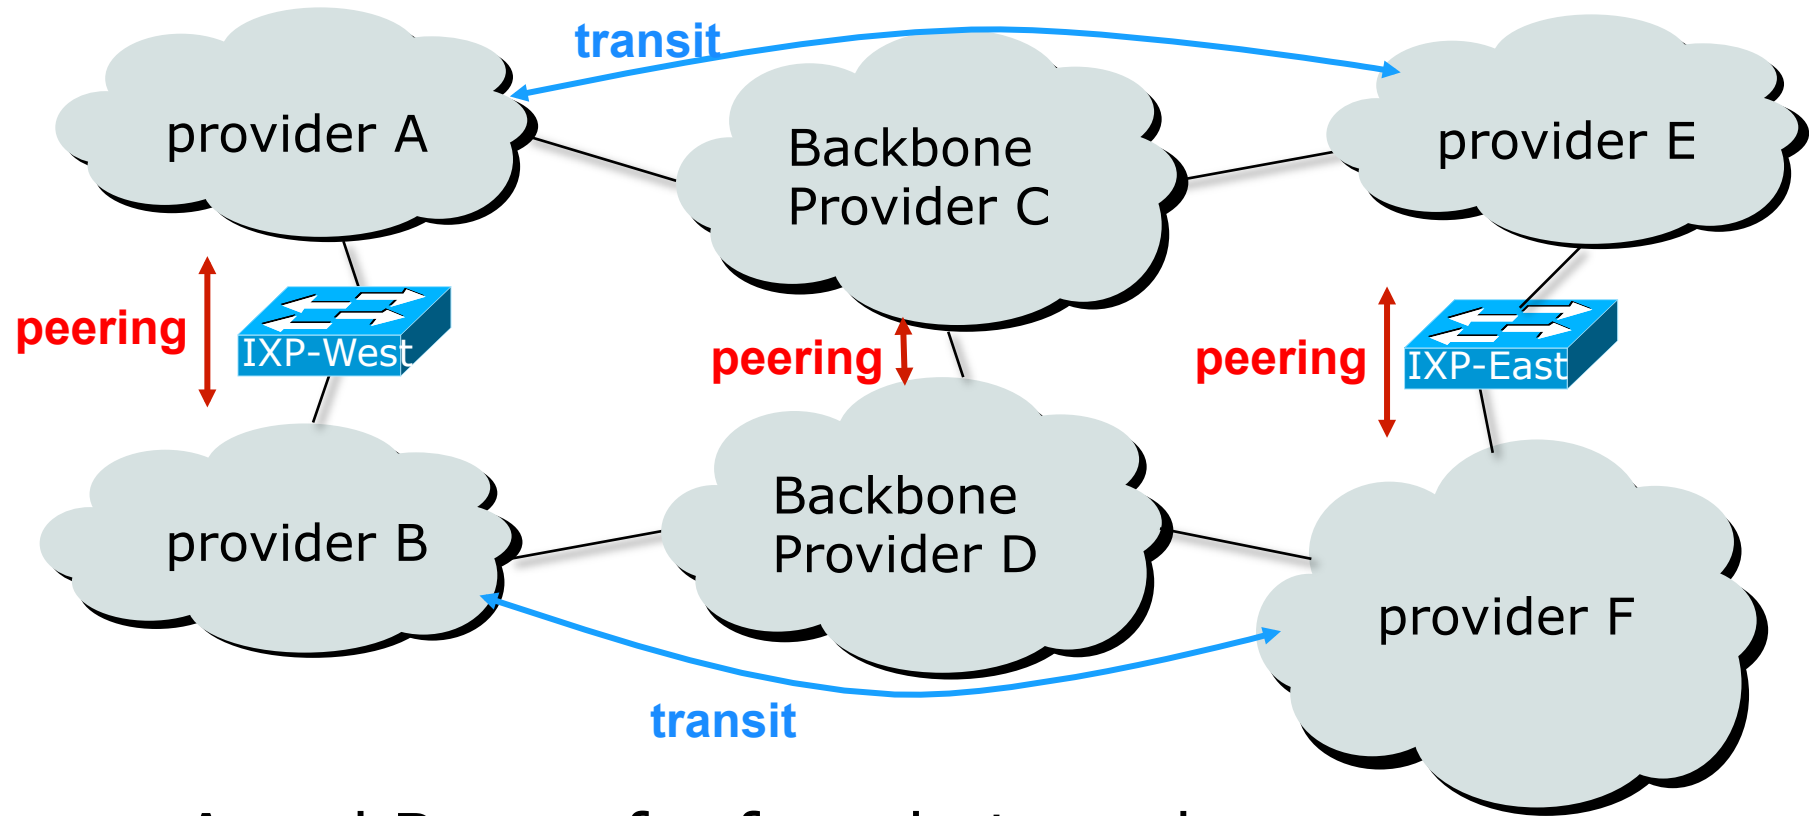 transit
provider A
Backbone
Provider C
provider E
peering
IXP-West
peering
peering
IXP-East
provider B
Backbone
Provider D
provider F
transit